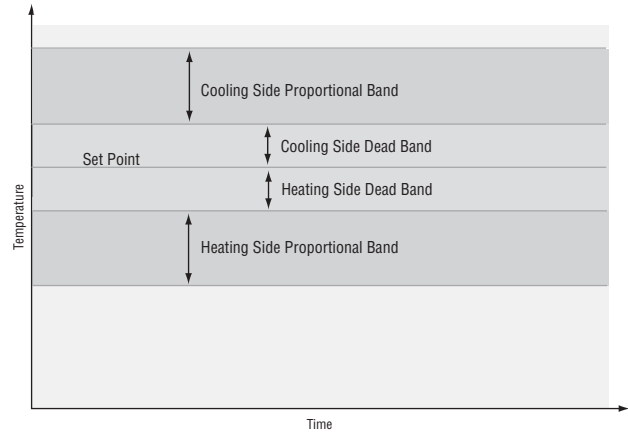 Cooling Side Proportional Band
Cooling Side Dead Band
Set Point
Heating Side Dead Band
Heating Side Proportional Band
Temperature
Time